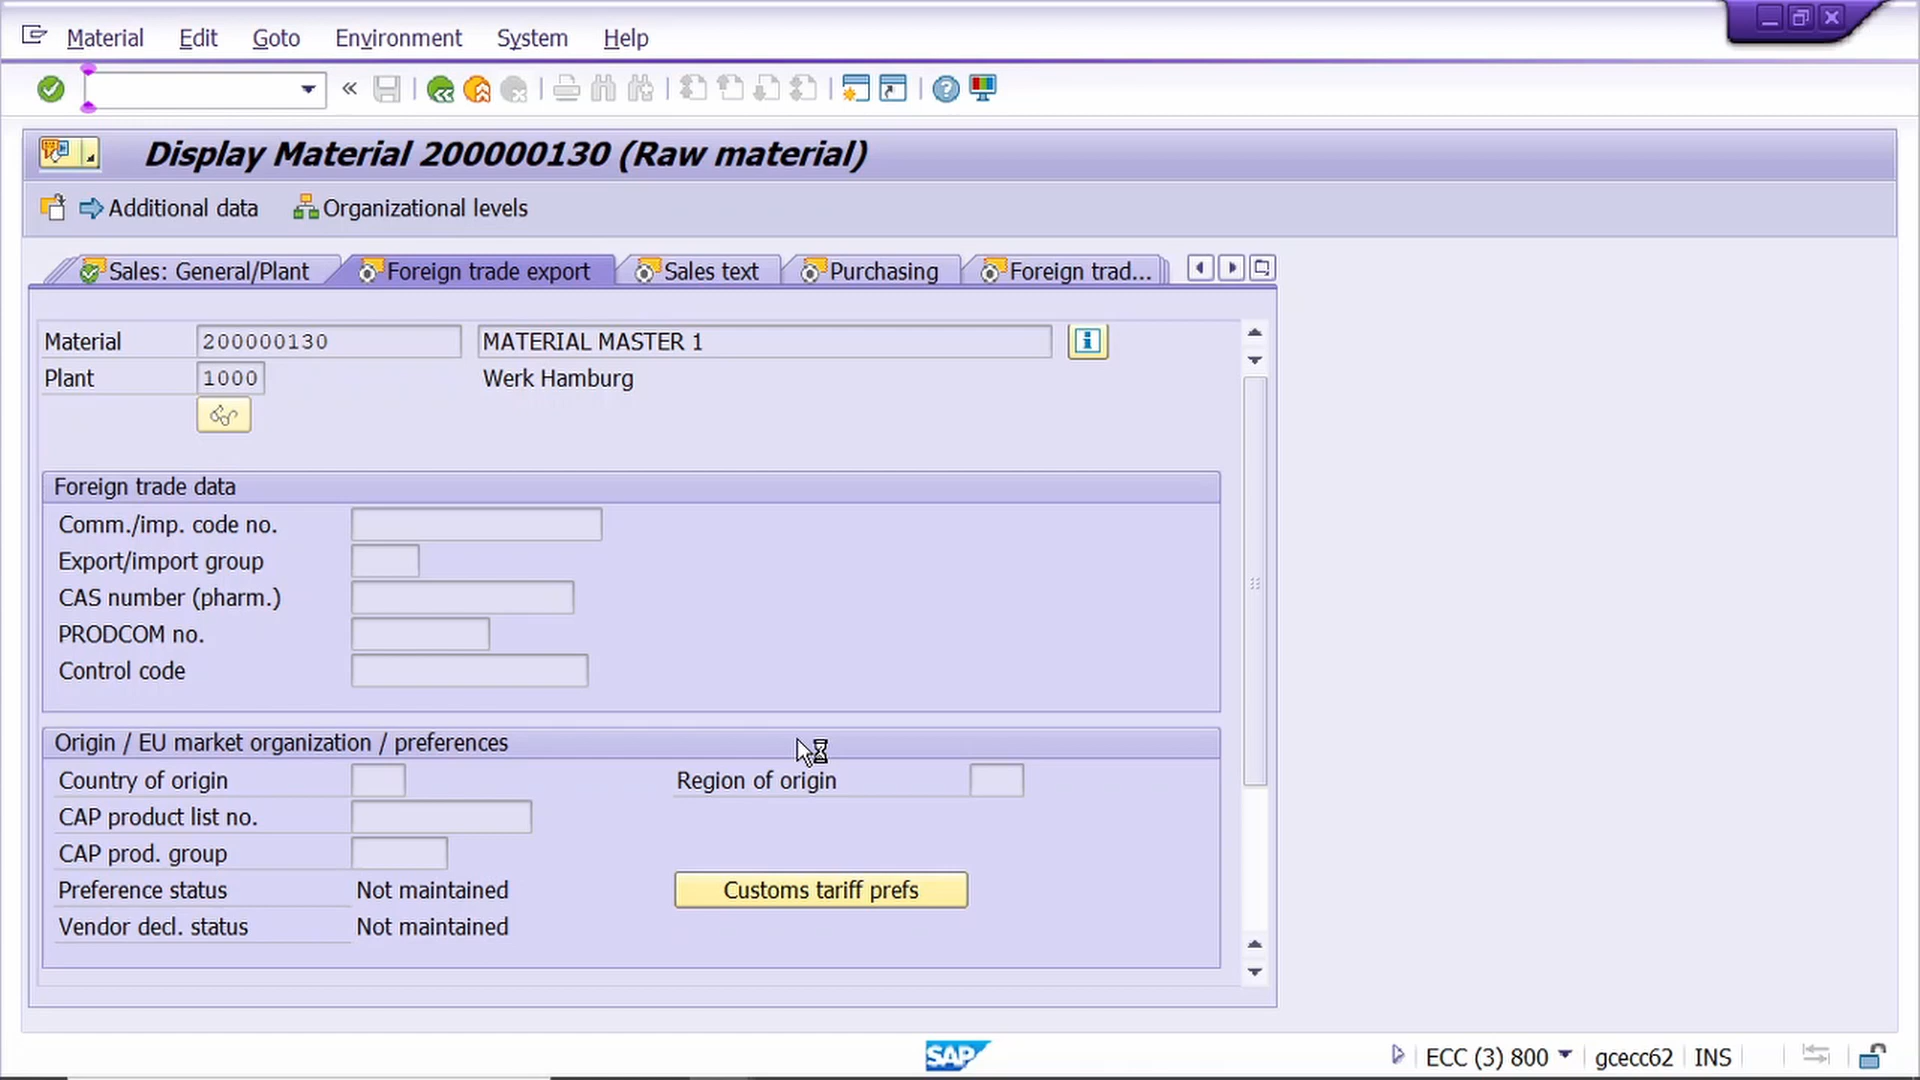 Material Edit Goto Environment System Help
Display Material 200000130 (Raw material)
Additional data Organizational levels
Sales: General/Plant Foreign trade export Sales text Purchasing Foreign trad...
Material 200000130 MATERIAL MASTER 1
Plant 1000 Werk Hamburg
Foreign trade data
Comm./imp. code no.
Export/import group
CAS number (pharm.)
PRODCOM no.
Control code
Origin / EU market organization / preferences
Country of origin Region of origin
CAP product list no.
CAP prod. group
Preference status Not maintained Customs tariff prefs
Vendor decl. status Not maintained
SAP ECC (3) 800 gcecc62 INS